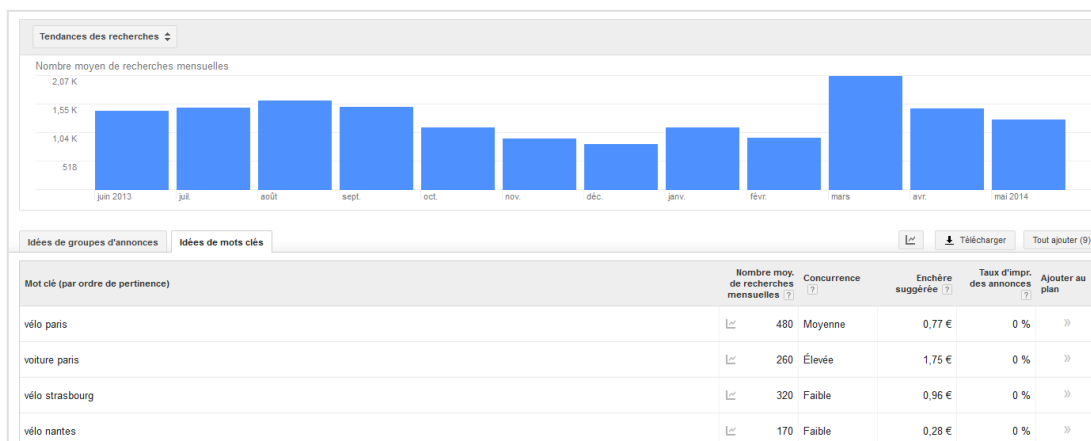 Tendances des recherches
Nombre moyen de recherches mensuelles
2,07 K
1,55 K
1,04 K
518
juin 2013 juil. août sept. oct. nov. déc. janv. févr. mars avr. mai 2014
Idées de groupes d'annonces Idées de mots clés Télécharger Tout ajouter (9)
Mot clé (par ordre de pertinence)
Nombre moy.
de recherches
mensuelles ?
Concurrence
?
Enchère
suggérée ?
Taux d'impr.
des annonces
?
Ajouter au
plan
vélo paris 480 Moyenne 0,77 € 0 % »
voiture paris 260 Élevée 1,75 € 0 % »
vélo strasbourg 320 Faible 0,96 € 0 % »
vélo nantes 170 Faible 0,28 € 0 % »